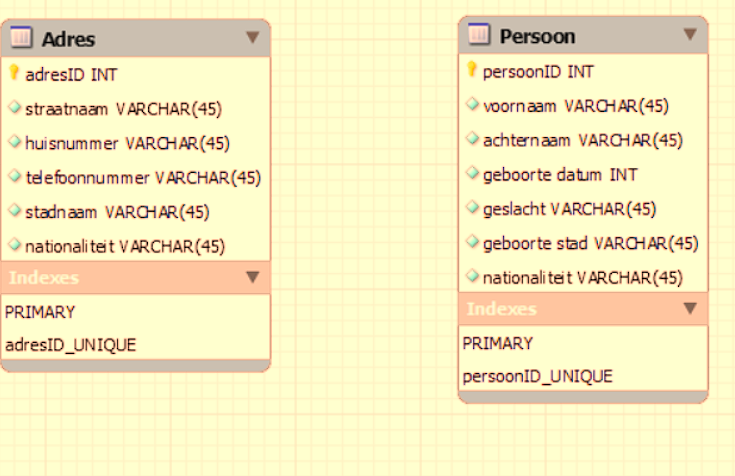 Adres
adresID INT
straatnaam VARCHAR(45)
huisnummer VARCHAR(45)
telefoonnummer VARCHAR(45)
stadnaam VARCHAR(45)
nationaliteit VARCHAR(45)
Indexes
PRIMARY
adresID_UNIQUE
Persoon
persoonID INT
voornaam VARCHAR(45)
achternaam VARCHAR(45)
geboorte datum INT
geslacht VARCHAR(45)
geboorte stad VARCHAR(45)
nationaliteit VARCHAR(45)
Indexes
PRIMARY
persoonID_UNIQUE